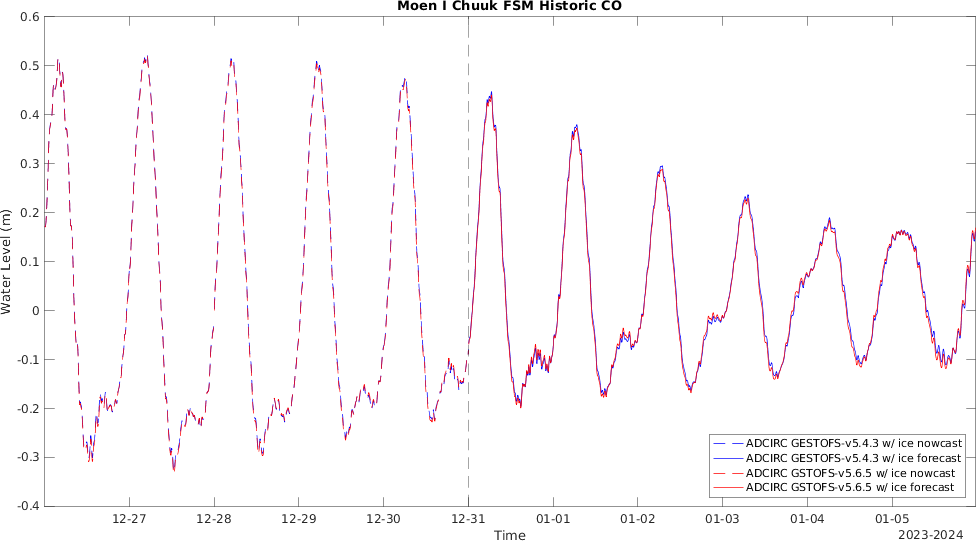 Moen I Chuuk FSM Historic CO
0.6
0.5
0.4
0.3
0.2
0.1
0
-0.1
-0.2
-0.3
-0.4
Water Level (m)
12-27 12-28 12-29 12-30 12-31 01-01 01-02 01-03 01-04 01-05
Time
2023-2024
ADCIRC GESTOFS-v5.4.3 w/ ice nowcast
ADCIRC GESTOFS-v5.4.3 w/ ice forecast
ADCIRC GSTOFS-v5.6.5 w/ ice nowcast
ADCIRC GSTOFS-v5.6.5 w/ ice forecast